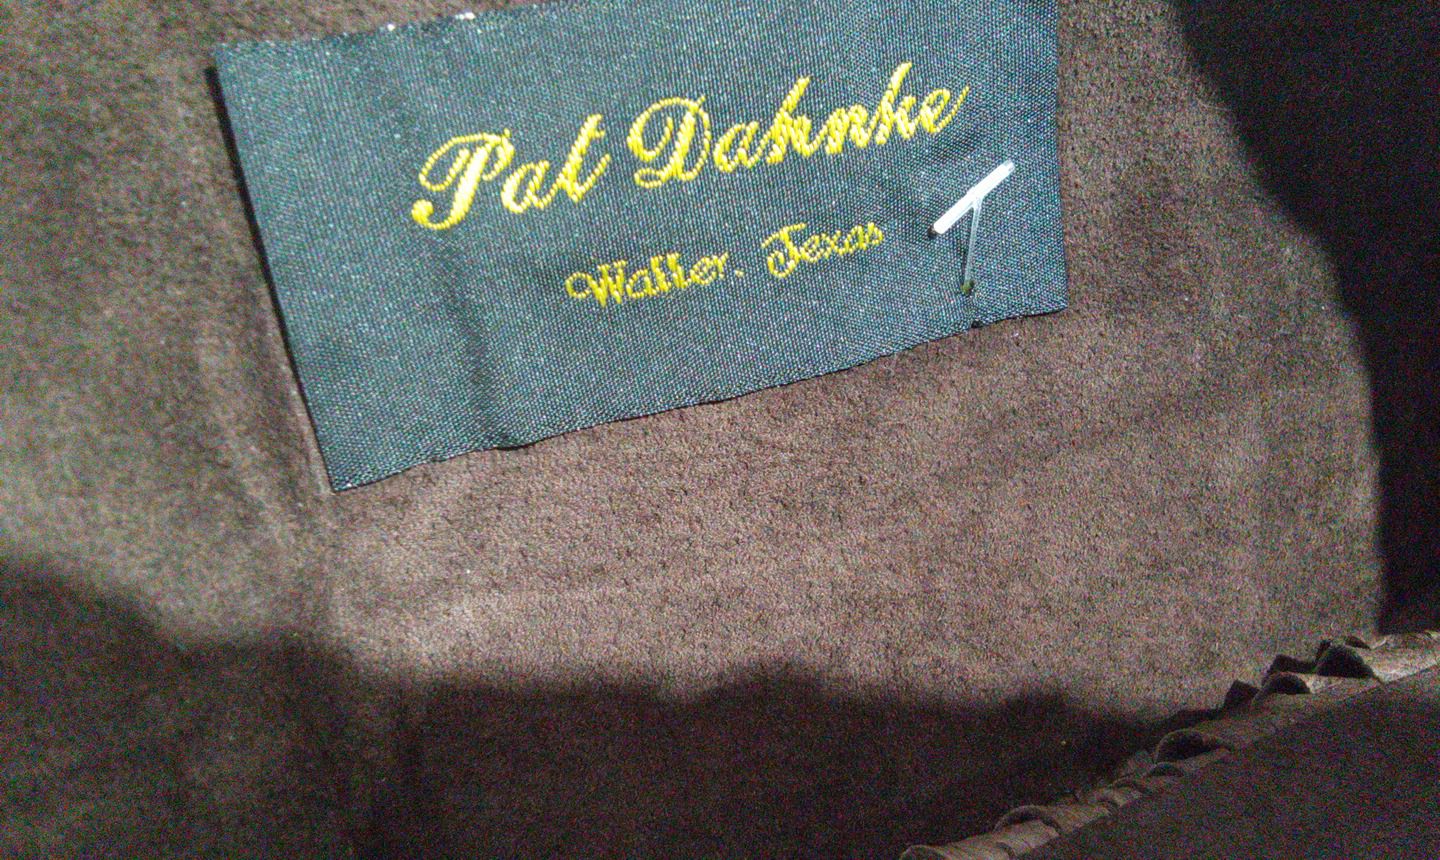 Pat Dahnke
Waller, Texas